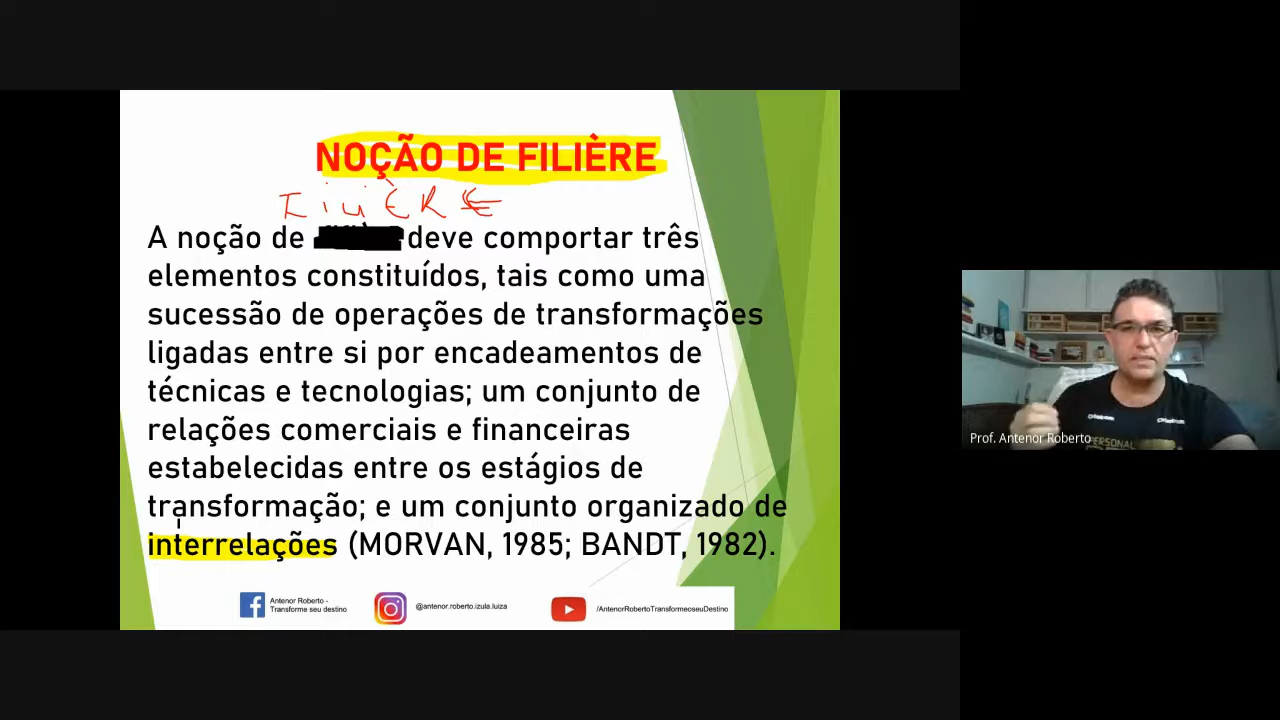 NOÇÃO DE FILIÈRE
FiliÈRE
A noção de deve comportar três
elementos constituídos, tais como uma
sucessão de operações de transformações
ligadas entre si por encadeamentos de
técnicas e tecnologias; um conjunto de
relações comerciais e financeiras
estabelecidas entre os estágios de
transformação; e um conjunto organizado de
interrelações (MORVAN, 1985; BANDT, 1982).
Antenor Roberto -
Transforme seu destino
@antenor.roberto.izula.luiza
/AntenorRobertoTransformeoseuDestino
Prof. Antenor Roberto
PERSONAL